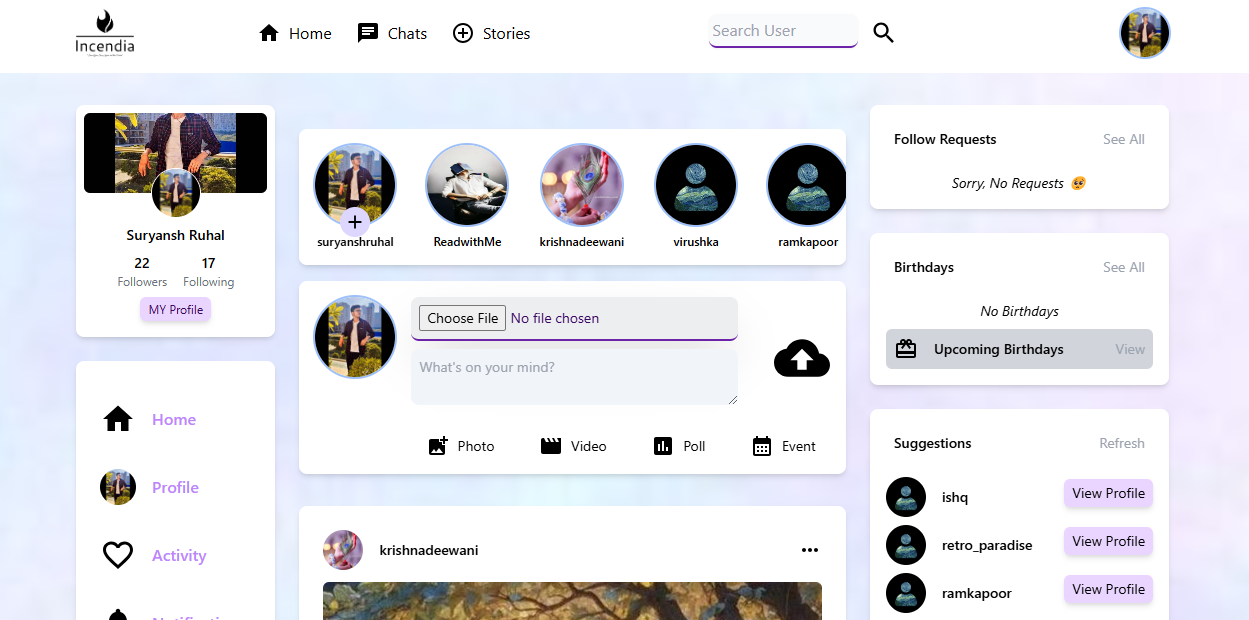 Incendia
Home
Chats
Stories
Search User
Suryansh Ruhal
22
17
Followers
Following
MY Profile
Home
Profile
Activity
suryanshruhal
ReadwithMe
krishnadeewani
virushka
ramkapoor
Choose File No file chosen
What's on your mind?
Photo
Video
Poll
Event
krishnadeewani
Follow Requests
See All
Sorry, No Requests 🥺
Birthdays
See All
No Birthdays
Upcoming Birthdays
View
Suggestions
Refresh
ishq
View Profile
retro_paradise
View Profile
ramkapoor
View Profile